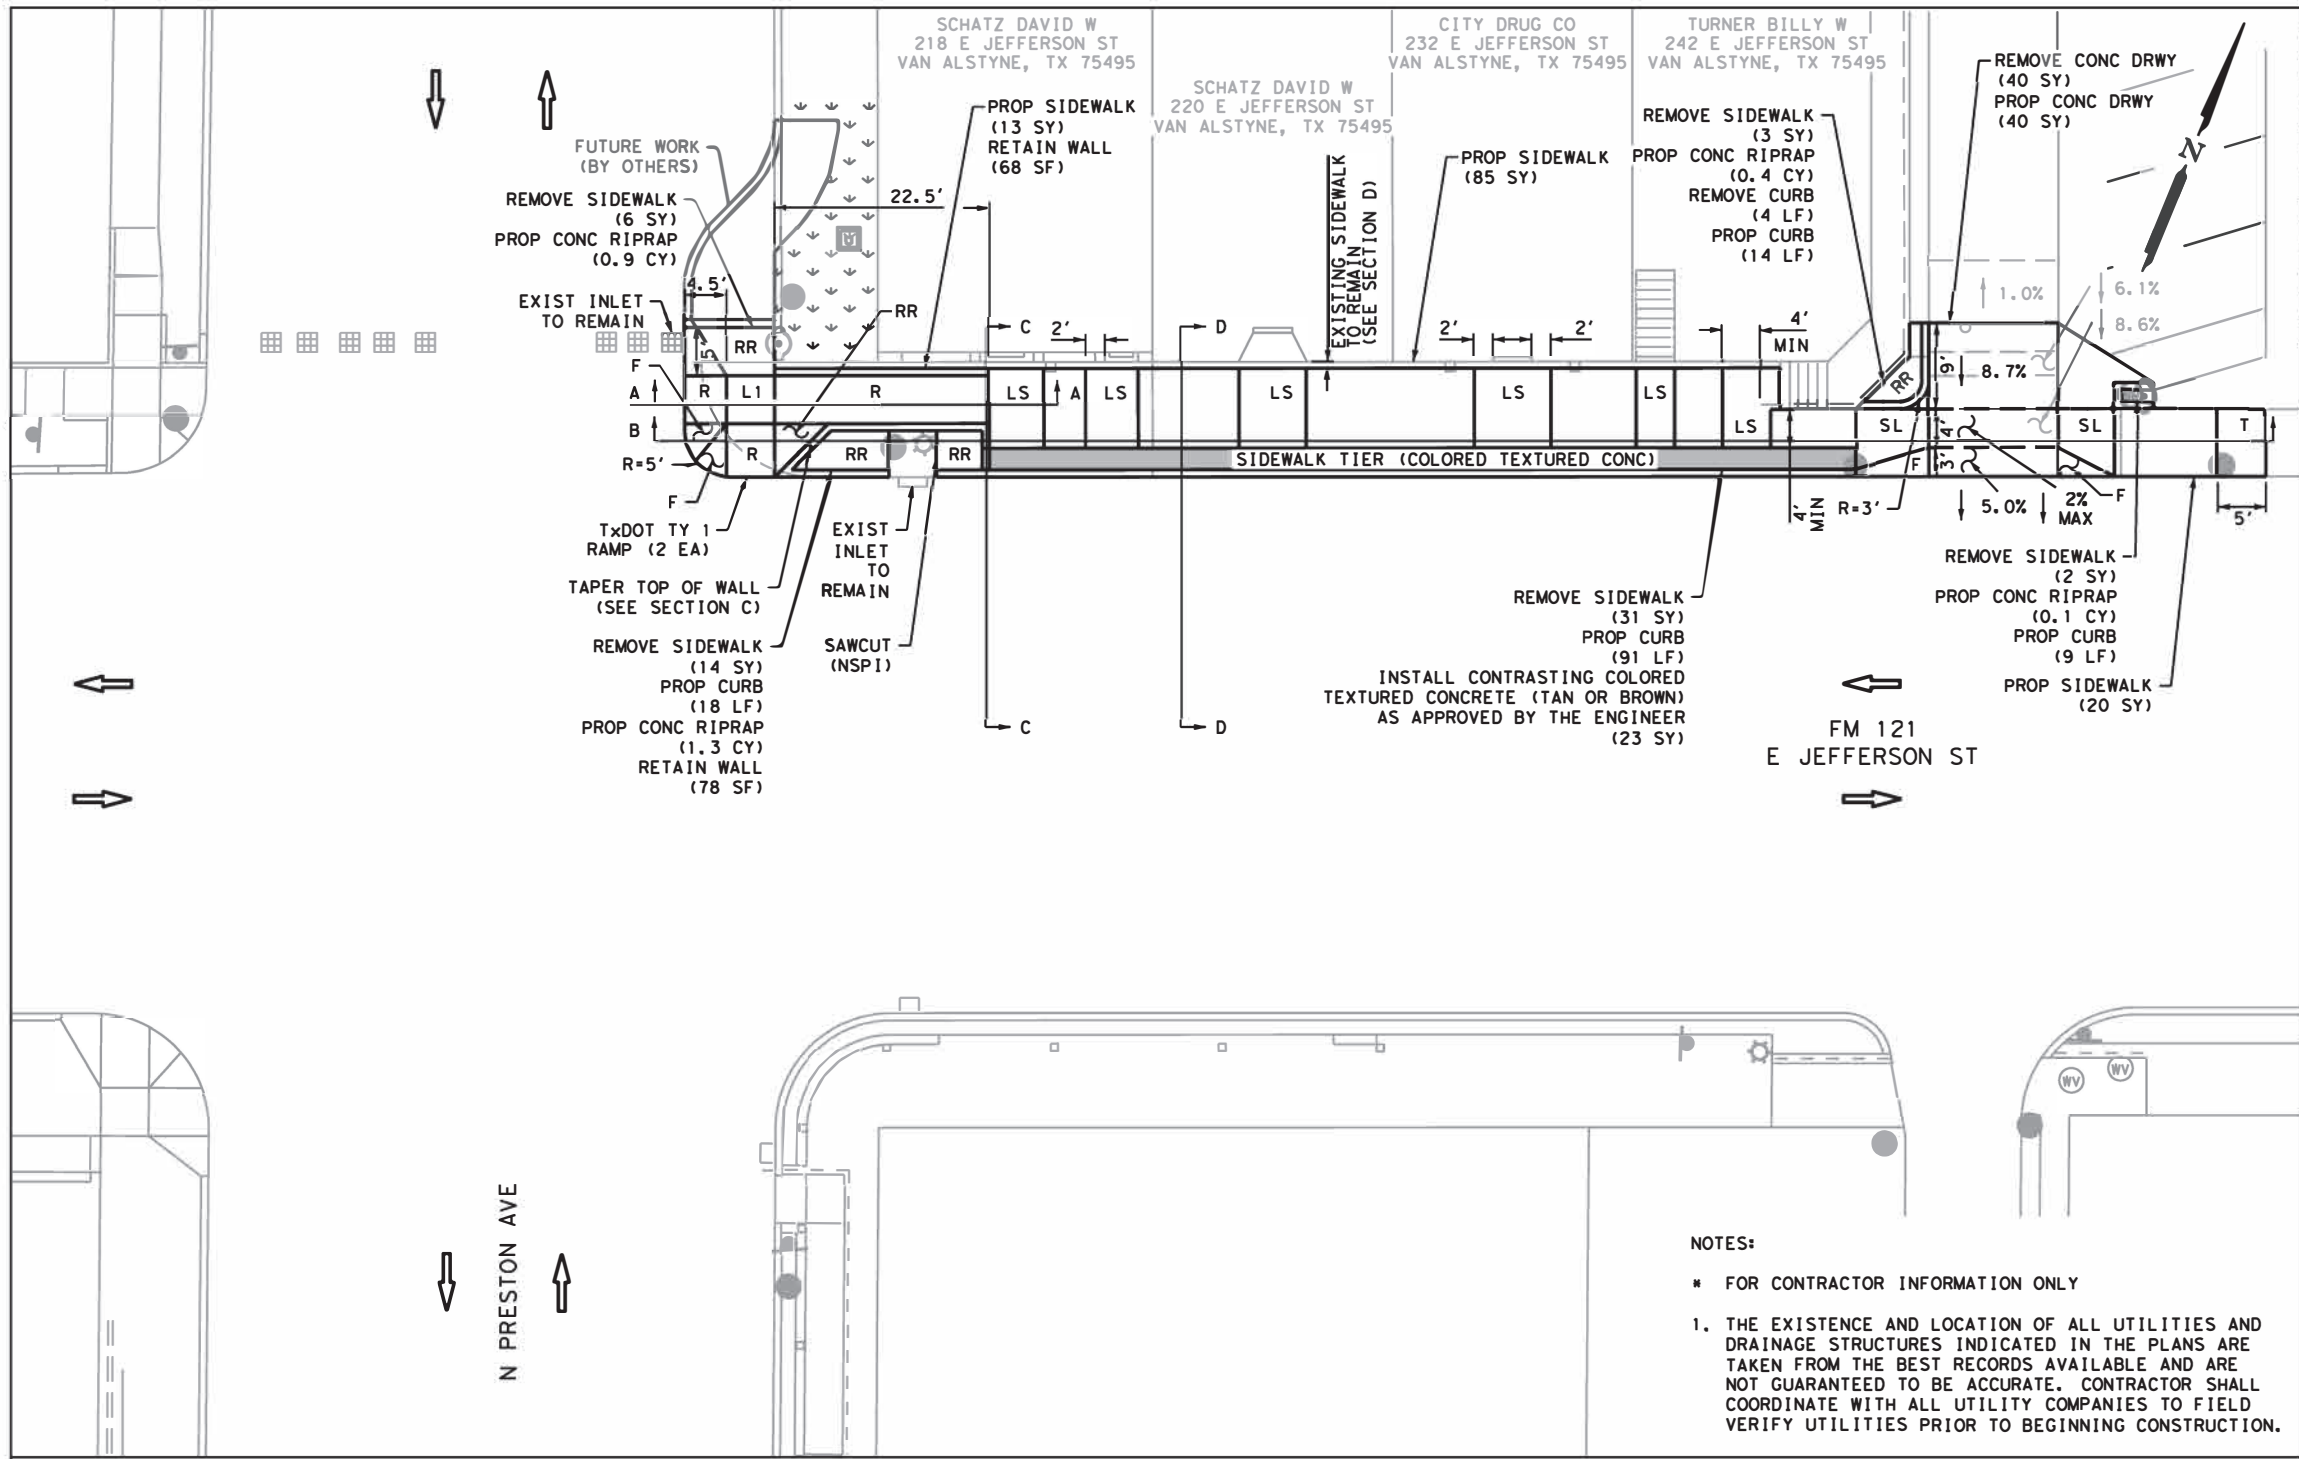 SCHATZ DAVID W
218 E JEFFERSON ST
VAN ALSTYNE, TX 75495
SCHATZ DAVID W
220 E JEFFERSON ST
VAN ALSTYNE, TX 75495
CITY DRUG CO
232 E JEFFERSON ST
VAN ALSTYNE, TX 75495
TURNER BILLY W
242 E JEFFERSON ST
VAN ALSTYNE, TX 75495
REMOVE CONC DRWY
(40 SY)
PROP CONC DRWY
(40 SY)
N
FUTURE WORK
(BY OTHERS)
REMOVE SIDEWALK
(6 SY)
PROP CONC RIPRAP
(0.9 CY)
EXIST INLET
TO REMAIN
4.5'
22.5'
PROP SIDEWALK
(13 SY)
RETAIN WALL
(68 SF)
EXISTING SIDEWALK
TO REMAIN
(SEE SECTION D)
PROP SIDEWALK
(85 SY)
REMOVE SIDEWALK
(3 SY)
PROP CONC RIPRAP
(0.4 CY)
REMOVE CURB
(4 LF)
PROP CURB
(14 LF)
1.0%
6.1%
8.6%
8.7%
9'
RR
RR
5'
C
2'
D
2'
2'
4'
MIN
RR
F
A
R
L1
R
LS
A
LS
LS
LS
LS
LS
SL
4'
SL
T
B
R
RR
RR
SIDEWALK TIER (COLORED TEXTURED CONC)
F
3'
R=5'
F
TxDOT TY 1
RAMP (2 EA)
EXIST
INLET
TO
REMAIN
4'
MIN
R=3'
5.0%
2%
MAX
F
5'
TAPER TOP OF WALL
(SEE SECTION C)
REMOVE SIDEWALK
(14 SY)
PROP CURB
(18 LF)
PROP CONC RIPRAP
(1.3 CY)
RETAIN WALL
(78 SF)
SAWCUT
(NSPI)
C
D
REMOVE SIDEWALK
(31 SY)
PROP CURB
(91 LF)
INSTALL CONTRASTING COLORED
TEXTURED CONCRETE (TAN OR BROWN)
AS APPROVED BY THE ENGINEER
(23 SY)
REMOVE SIDEWALK
(2 SY)
PROP CONC RIPRAP
(0.1 CY)
PROP CURB
(9 LF)
PROP SIDEWALK
(20 SY)
FM 121
E JEFFERSON ST
WV
WV
N PRESTON AVE
NOTES:
* FOR CONTRACTOR INFORMATION ONLY
1. THE EXISTENCE AND LOCATION OF ALL UTILITIES AND
DRAINAGE STRUCTURES INDICATED IN THE PLANS ARE
TAKEN FROM THE BEST RECORDS AVAILABLE AND ARE
NOT GUARANTEED TO BE ACCURATE. CONTRACTOR SHALL
COORDINATE WITH ALL UTILITY COMPANIES TO FIELD
VERIFY UTILITIES PRIOR TO BEGINNING CONSTRUCTION.